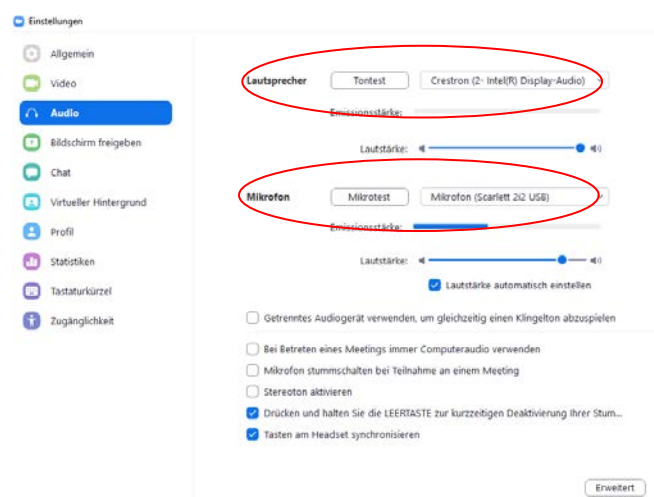 Einstellungen
Allgemein
Video
Audio
Bildschirm freigeben
Chat
Virtueller Hintergrund
Profil
Statistiken
Tastaturkürzel
Zugänglichkeit
Lautsprecher Tontest Crestron (2- Intel(R) Display-Audio)
Emissionsstärke:
Lautstärke:
Mikrofon Mikrotest Mikrofon (Scarlett 2i2 USB)
Emissionsstärke:
Lautstärke:
Lautstärke automatisch einstellen
Getrenntes Audiogerät verwenden, um gleichzeitig einen Klingelton abzuspielen
Bei Betreten eines Meetings immer Computeraudio verwenden
Mikrofon stummschalten bei Teilnahme an einem Meeting
Stereoton aktivieren
Drücken und halten Sie die LEERTASTE zur kurzzeitigen Deaktivierung Ihrer Stum...
Tasten am Headset synchronisieren
Erweitert